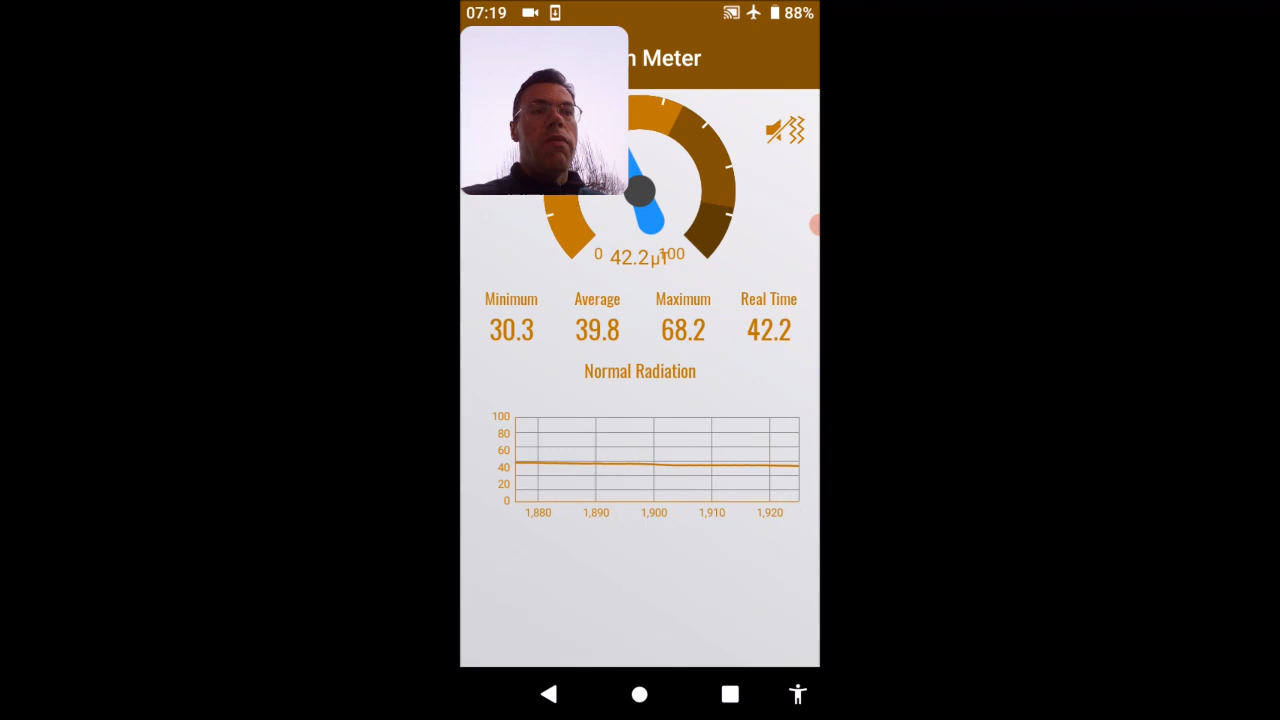 07:19 88%
Meter
0 42.2µT 100
Minimum Average Maximum Real Time
30.3 39.8 68.2 42.2
Normal Radiation
100
80
60
40
20
0
1,880 1,890 1,900 1,910 1,920